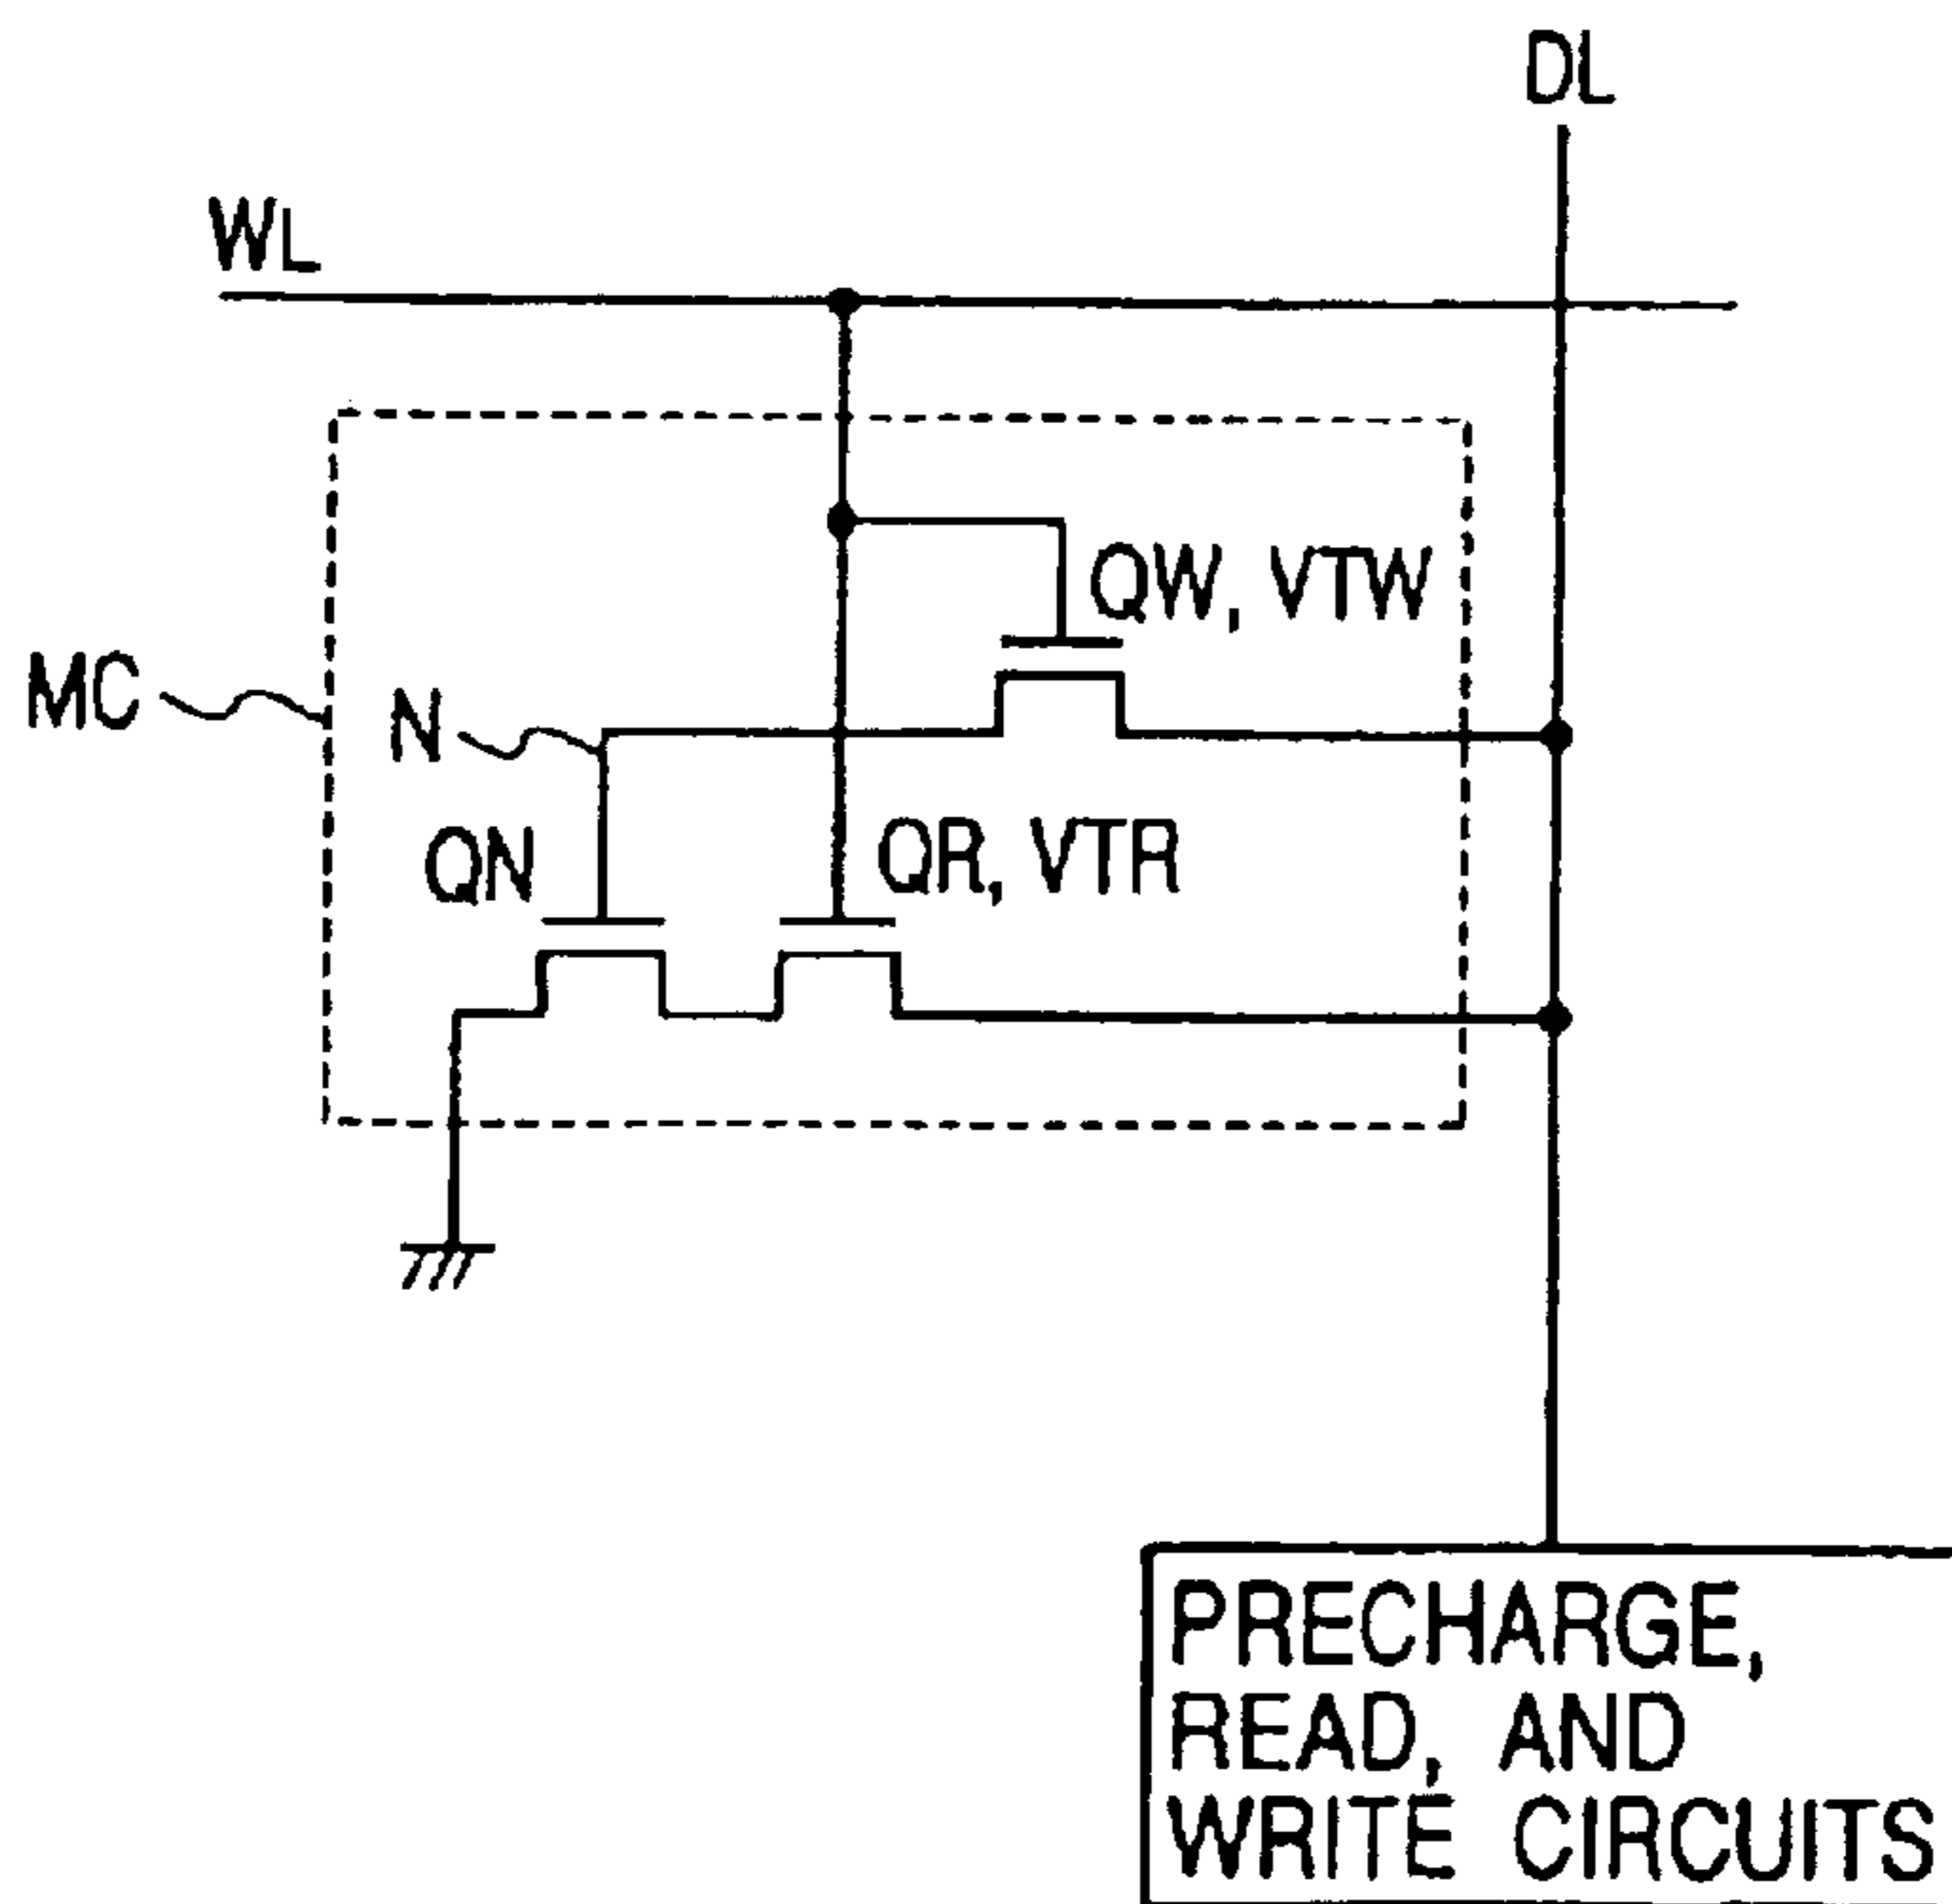 DL
WL
QW, VTW
MC
N
QN
QR, VTR
PRECHARGE,
READ, AND
WRITE CIRCUITS